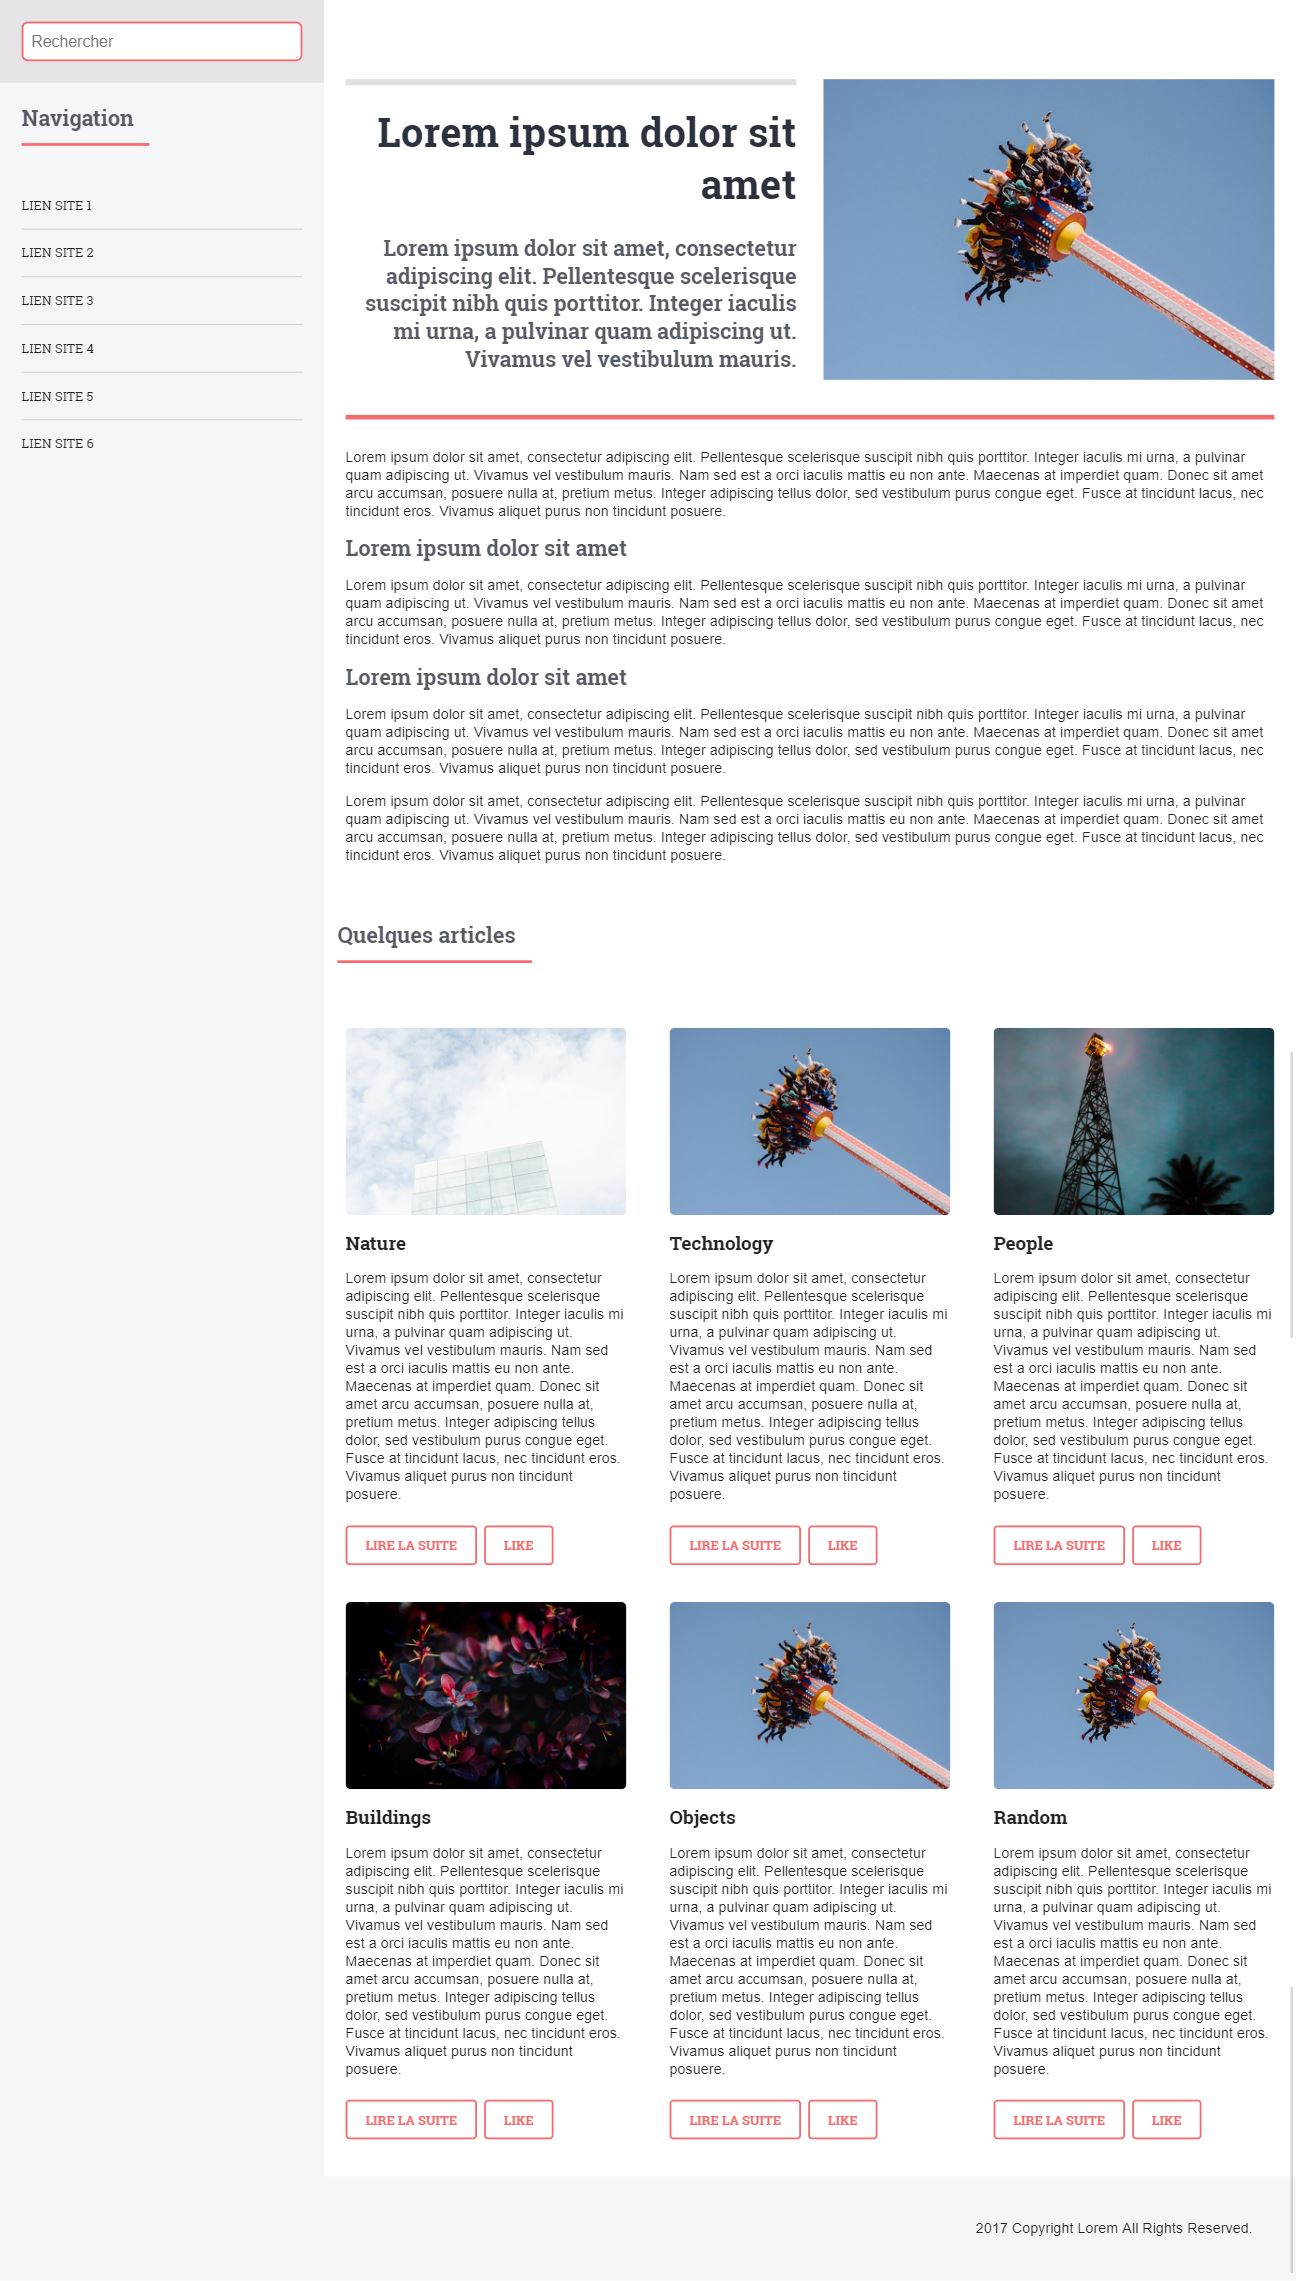 Rechercher
Navigation
LIEN SITE 1
LIEN SITE 2
LIEN SITE 3
LIEN SITE 4
LIEN SITE 5
LIEN SITE 6
Lorem ipsum dolor sit
amet
Lorem ipsum dolor sit amet, consectetur
adipiscing elit. Pellentesque scelerisque
suscipit nibh quis porttitor. Integer iaculis
mi urna, a pulvinar quam adipiscing ut.
Vivamus vel vestibulum mauris.
Lorem ipsum dolor sit amet, consectetur adipiscing elit. Pellentesque scelerisque suscipit nibh quis porttitor. Integer iaculis mi urna, a pulvinar
quam adipiscing ut. Vivamus vel vestibulum mauris. Nam sed est a orci iaculis mattis eu non ante. Maecenas at imperdiet quam. Donec sit amet
arcu accumsan, posuere nulla at, pretium metus. Integer adipiscing tellus dolor, sed vestibulum purus congue eget. Fusce at tincidunt lacus, nec
tincidunt eros. Vivamus aliquet purus non tincidunt posuere.
Lorem ipsum dolor sit amet
Lorem ipsum dolor sit amet, consectetur adipiscing elit. Pellentesque scelerisque suscipit nibh quis porttitor. Integer iaculis mi urna, a pulvinar
quam adipiscing ut. Vivamus vel vestibulum mauris. Nam sed est a orci iaculis mattis eu non ante. Maecenas at imperdiet quam. Donec sit amet
arcu accumsan, posuere nulla at, pretium metus. Integer adipiscing tellus dolor, sed vestibulum purus congue eget. Fusce at tincidunt lacus, nec
tincidunt eros. Vivamus aliquet purus non tincidunt posuere.
Lorem ipsum dolor sit amet
Lorem ipsum dolor sit amet, consectetur adipiscing elit. Pellentesque scelerisque suscipit nibh quis porttitor. Integer iaculis mi urna, a pulvinar
quam adipiscing ut. Vivamus vel vestibulum mauris. Nam sed est a orci iaculis mattis eu non ante. Maecenas at imperdiet quam. Donec sit amet
arcu accumsan, posuere nulla at, pretium metus. Integer adipiscing tellus dolor, sed vestibulum purus congue eget. Fusce at tincidunt lacus, nec
tincidunt eros. Vivamus aliquet purus non tincidunt posuere.
Lorem ipsum dolor sit amet, consectetur adipiscing elit. Pellentesque scelerisque suscipit nibh quis porttitor. Integer iaculis mi urna, a pulvinar
quam adipiscing ut. Vivamus vel vestibulum mauris. Nam sed est a orci iaculis mattis eu non ante. Maecenas at imperdiet quam. Donec sit amet
arcu accumsan, posuere nulla at, pretium metus. Integer adipiscing tellus dolor, sed vestibulum purus congue eget. Fusce at tincidunt lacus, nec
tincidunt eros. Vivamus aliquet purus non tincidunt posuere.
Quelques articles
Nature
Lorem ipsum dolor sit amet, consectetur
adipiscing elit. Pellentesque scelerisque
suscipit nibh quis porttitor. Integer iaculis mi
urna, a pulvinar quam adipiscing ut.
Vivamus vel vestibulum mauris. Nam sed
est a orci iaculis mattis eu non ante.
Maecenas at imperdiet quam. Donec sit
amet arcu accumsan, posuere nulla at,
pretium metus. Integer adipiscing tellus
dolor, sed vestibulum purus congue eget.
Fusce at tincidunt lacus, nec tincidunt eros.
Vivamus aliquet purus non tincidunt
posuere.
LIRE LA SUITE LIKE
Technology
Lorem ipsum dolor sit amet, consectetur
adipiscing elit. Pellentesque scelerisque
suscipit nibh quis porttitor. Integer iaculis mi
urna, a pulvinar quam adipiscing ut.
Vivamus vel vestibulum mauris. Nam sed
est a orci iaculis mattis eu non ante.
Maecenas at imperdiet quam. Donec sit
amet arcu accumsan, posuere nulla at,
pretium metus. Integer adipiscing tellus
dolor, sed vestibulum purus congue eget.
Fusce at tincidunt lacus, nec tincidunt eros.
Vivamus aliquet purus non tincidunt
posuere.
LIRE LA SUITE LIKE
People
Lorem ipsum dolor sit amet, consectetur
adipiscing elit. Pellentesque scelerisque
suscipit nibh quis porttitor. Integer iaculis mi
urna, a pulvinar quam adipiscing ut.
Vivamus vel vestibulum mauris. Nam sed
est a orci iaculis mattis eu non ante.
Maecenas at imperdiet quam. Donec sit
amet arcu accumsan, posuere nulla at,
pretium metus. Integer adipiscing tellus
dolor, sed vestibulum purus congue eget.
Fusce at tincidunt lacus, nec tincidunt eros.
Vivamus aliquet purus non tincidunt
posuere.
LIRE LA SUITE LIKE
Buildings
Lorem ipsum dolor sit amet, consectetur
adipiscing elit. Pellentesque scelerisque
suscipit nibh quis porttitor. Integer iaculis mi
urna, a pulvinar quam adipiscing ut.
Vivamus vel vestibulum mauris. Nam sed
est a orci iaculis mattis eu non ante.
Maecenas at imperdiet quam. Donec sit
amet arcu accumsan, posuere nulla at,
pretium metus. Integer adipiscing tellus
dolor, sed vestibulum purus congue eget.
Fusce at tincidunt lacus, nec tincidunt eros.
Vivamus aliquet purus non tincidunt
posuere.
LIRE LA SUITE LIKE
Objects
Lorem ipsum dolor sit amet, consectetur
adipiscing elit. Pellentesque scelerisque
suscipit nibh quis porttitor. Integer iaculis mi
urna, a pulvinar quam adipiscing ut.
Vivamus vel vestibulum mauris. Nam sed
est a orci iaculis mattis eu non ante.
Maecenas at imperdiet quam. Donec sit
amet arcu accumsan, posuere nulla at,
pretium metus. Integer adipiscing tellus
dolor, sed vestibulum purus congue eget.
Fusce at tincidunt lacus, nec tincidunt eros.
Vivamus aliquet purus non tincidunt
posuere.
LIRE LA SUITE LIKE
Random
Lorem ipsum dolor sit amet, consectetur
adipiscing elit. Pellentesque scelerisque
suscipit nibh quis porttitor. Integer iaculis mi
urna, a pulvinar quam adipiscing ut.
Vivamus vel vestibulum mauris. Nam sed
est a orci iaculis mattis eu non ante.
Maecenas at imperdiet quam. Donec sit
amet arcu accumsan, posuere nulla at,
pretium metus. Integer adipiscing tellus
dolor, sed vestibulum purus congue eget.
Fusce at tincidunt lacus, nec tincidunt eros.
Vivamus aliquet purus non tincidunt
posuere.
LIRE LA SUITE LIKE
2017 Copyright Lorem All Rights Reserved.